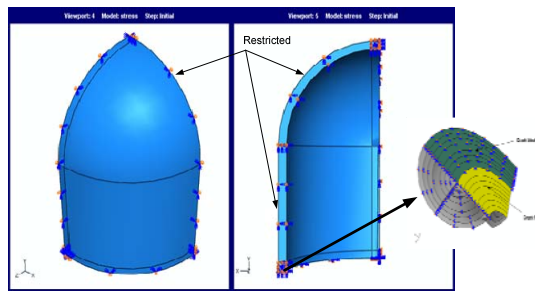 Viewport: 4 Model: stress Step: Initial
Viewport: 5 Model: stress Step: Initial
Restricted
Y
Z X
Y
X
y